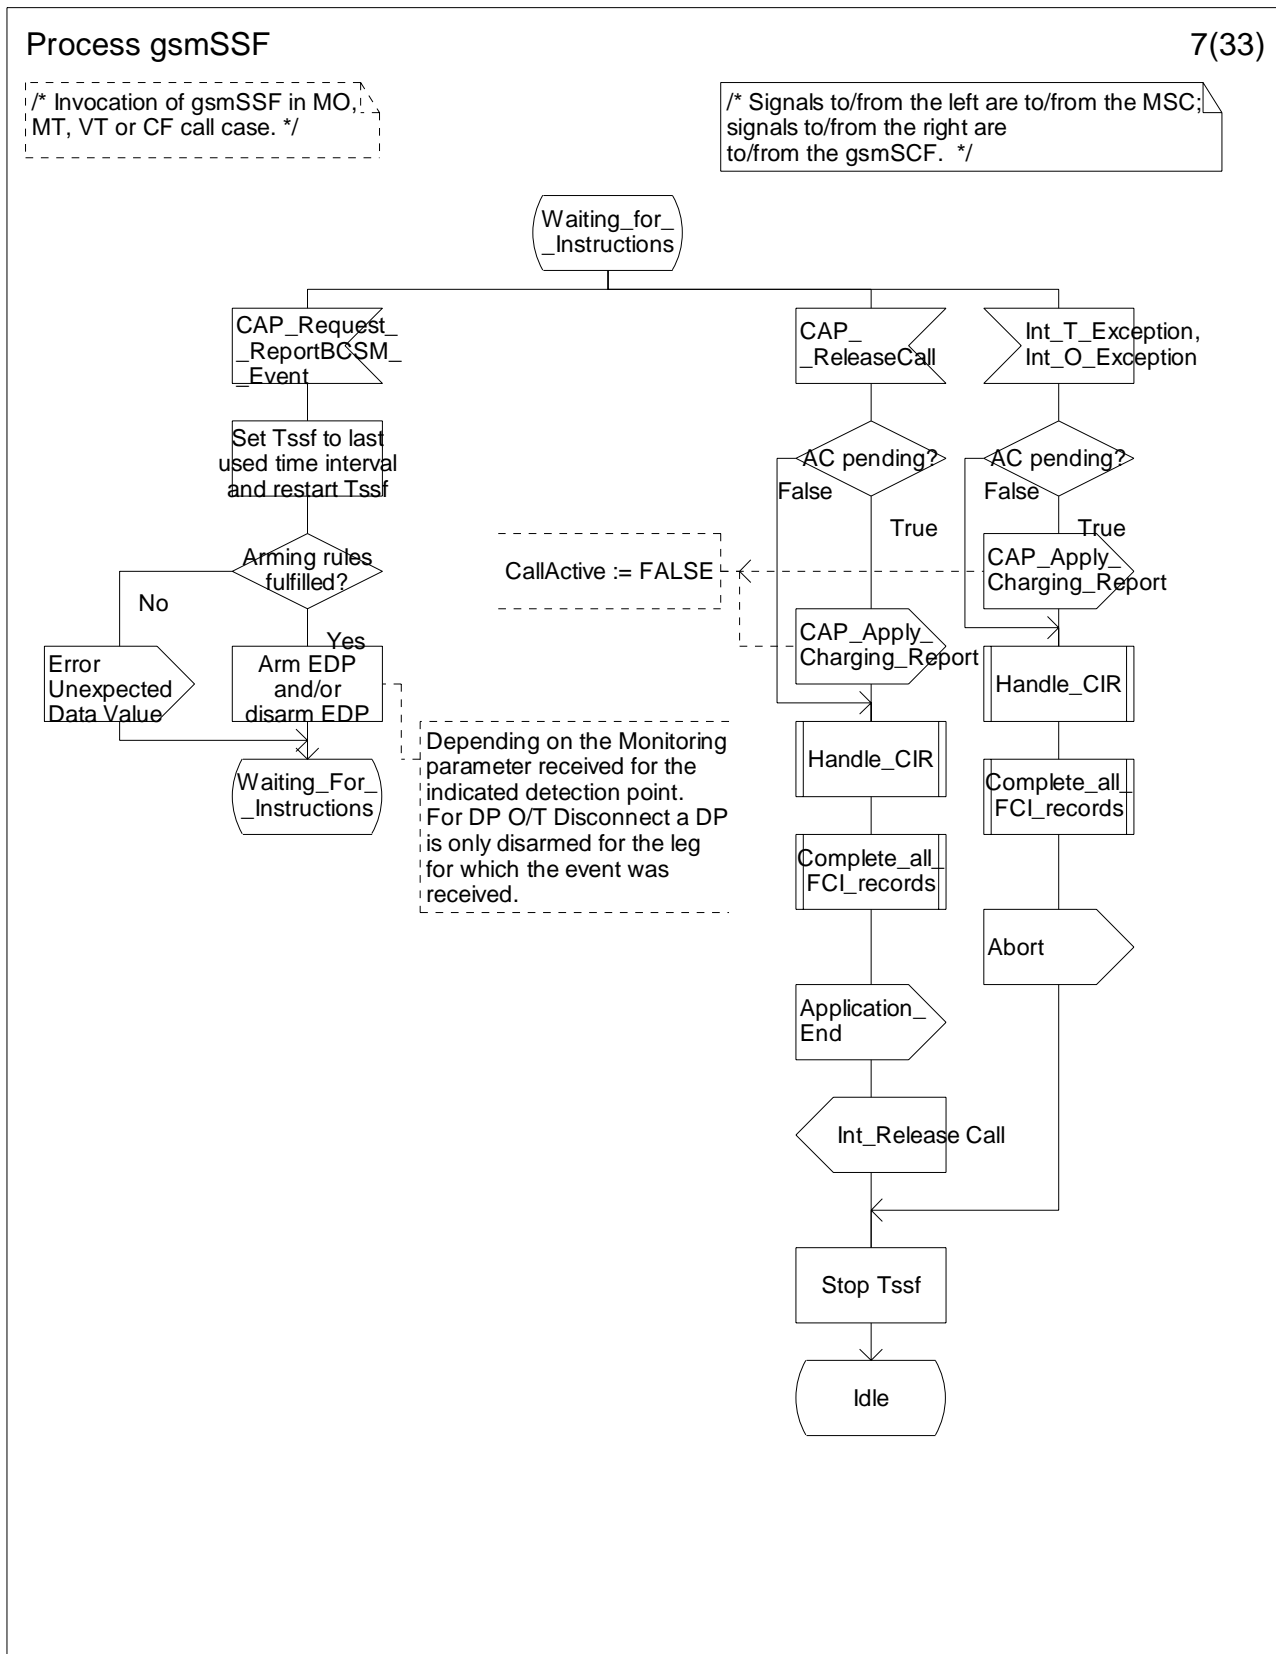 Process gsmSSF
7(33)
/* Invocation of gsmSSF in MO,
MT, VT or CF call case. */
/* Signals to/from the left are to/from the MSC;
signals to/from the right are
to/from the gsmSCF. */
Waiting_for_
_Instructions
CAP_Request_
_ReportBCSM_
_Event
Set Tssf to last
used time interval
and restart Tssf
Arming rules
fulfilled?
No
Yes
Error
Unexpected
Data Value
Arm EDP
and/or
disarm EDP
Waiting_For_
_Instructions
Depending on the Monitoring
parameter received for the
indicated detection point.
For DP O/T Disconnect a DP
is only disarmed for the leg
for which the event was
received.
CAP_
_ReleaseCall
AC pending?
False
True
CallActive := FALSE
CAP_Apply_
Charging_Report
Handle_CIR
Complete_all_
FCI_records
Application_
End
Int_Release Call
Int_T_Exception,
Int_O_Exception
AC pending?
False
True
CAP_Apply_
Charging_Report
Handle_CIR
Complete_all_
FCI_records
Abort
Stop Tssf
Idle